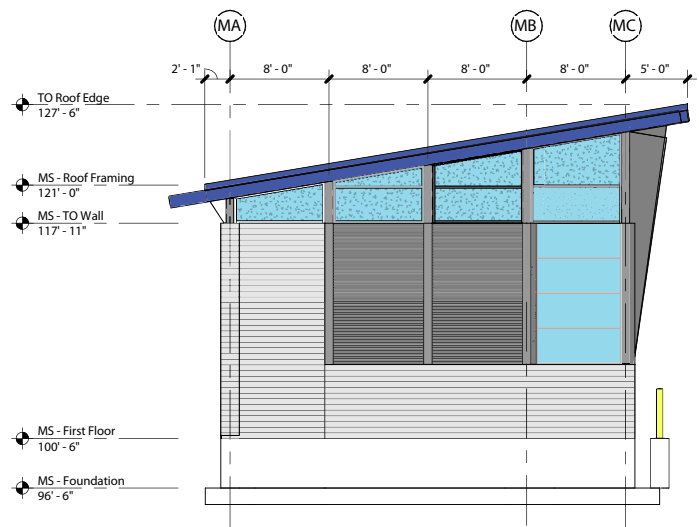 MA
MB
MC
2' - 1"
8' - 0"
8' - 0"
8' - 0"
8' - 0"
5' - 0"
TO Roof Edge
127' - 6"
MS - Roof Framing
121' - 0"
MS - TO Wall
117' - 11"
MS - First Floor
100' - 6"
MS - Foundation
96' - 6"